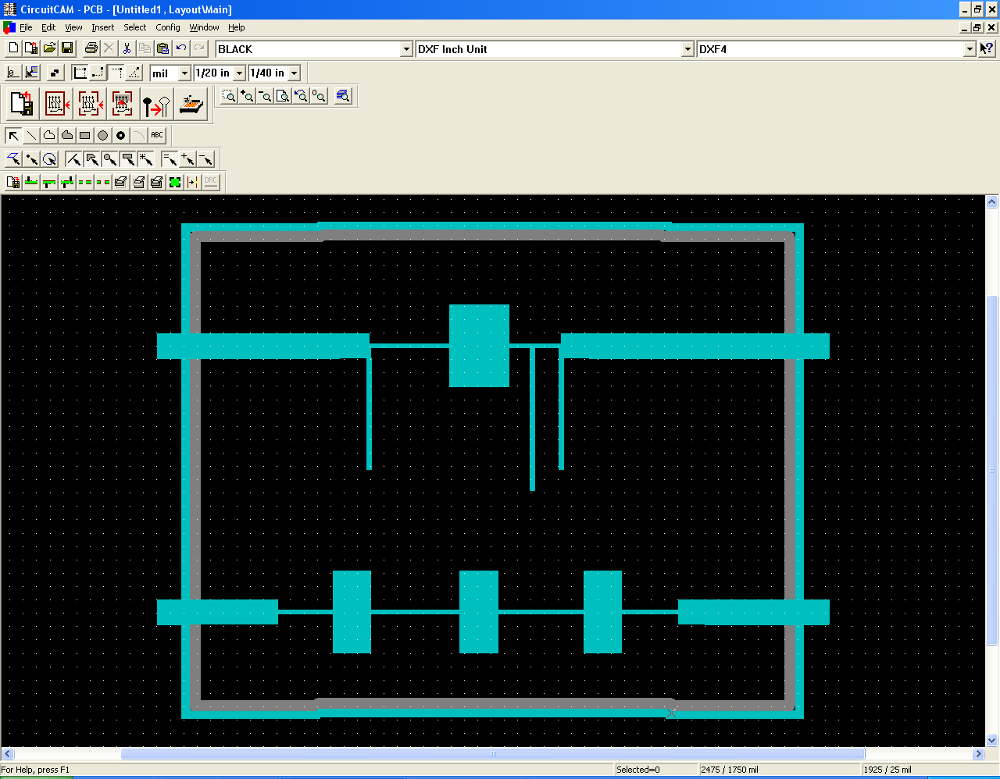 CircuitCAM - PCB - [Untitled1, Layout\Main]
File Edit View Insert Select Config Window Help
BLACK DXF Inch Unit DXF4
mil 1/20 in 1/40 in
ABC
DRC
For Help, press F1 Selected=0 2475 / 1750 mil 1925 / 25 mil